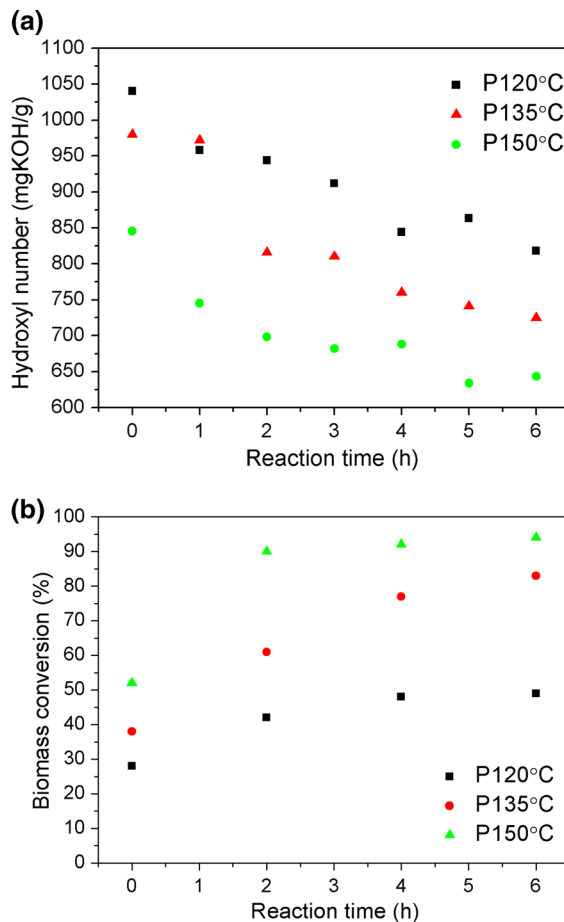 (a)
1100
1050
1000
950
900
850
800
750
700
650
600
Hydroxyl number (mgKOH/g)
P120°C
P135°C
P150°C
0 1 2 3 4 5 6
Reaction time (h)
(b)
100
90
80
70
60
50
40
30
20
10
0
Biomass conversion (%)
P120°C
P135°C
P150°C
0 1 2 3 4 5 6
Reaction time (h)